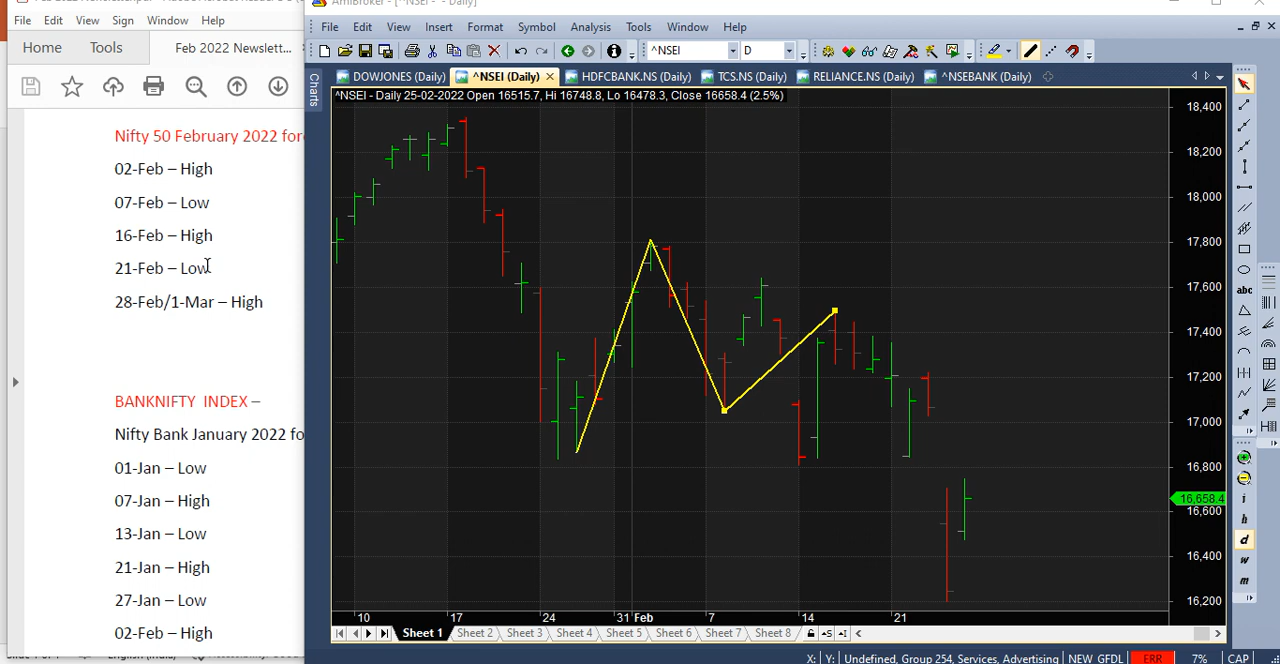 AmiBroker - [^NSEI - - Daily]
File Edit View Sign Window Help
Home Tools Feb 2022 Newslett...
Nifty 50 February 2022 for
02-Feb – High
07-Feb – Low
16-Feb – High
21-Feb – Low
28-Feb/1-Mar – High
BANKNIFTY INDEX –
Nifty Bank January 2022 fo
01-Jan – Low
07-Jan – High
13-Jan – Low
21-Jan – High
27-Jan – Low
02-Feb – High
English (India)
File Edit View Insert Format Symbol Analysis Tools Window Help
^NSEI D
abc
Charts
DOWJONES (Daily) ^NSEI (Daily) HDFCBANK.NS (Daily) TCS.NS (Daily) RELIANCE.NS (Daily) ^NSEBANK (Daily)
^NSEI - Daily 25-02-2022 Open 16515.7, Hi 16748.8, Lo 16478.3, Close 16658.4 (2.5%)
18,400
18,200
18,000
17,800
17,600
17,400
17,200
17,000
16,800
16,658.4
16,600
16,400
16,200
10 17 24 31 Feb 7 14 21
i
h
d
w
m
Sheet 1 Sheet 2 Sheet 3 Sheet 4 Sheet 5 Sheet 6 Sheet 7 Sheet 8
X: Y: Undefined, Group 254, Services, Advertising NEW GFDL ERR 7% CAP